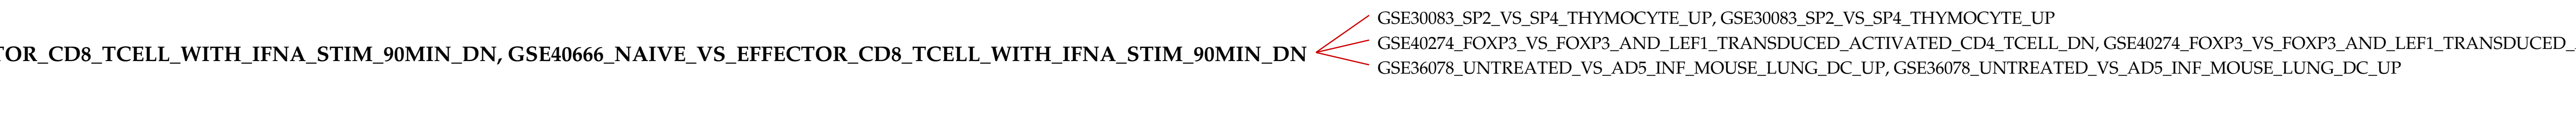 TOR_CD8_TCELL_WITH_IFNA_STIM_90MIN_DN, GSE40666_NAIVE_VS_EFFECTOR_CD8_TCELL_WITH_IFNA_STIM_90MIN_DN
GSE30083_SP2_VS_SP4_THYMOCYTE_UP, GSE30083_SP2_VS_SP4_THYMOCYTE_UP
GSE40274_FOXP3_VS_FOXP3_AND_LEF1_TRANSDUCED_ACTIVATED_CD4_TCELL_DN, GSE40274_FOXP3_VS_FOXP3_AND_LEF1_TRANSDUCED_
GSE36078_UNTREATED_VS_AD5_INF_MOUSE_LUNG_DC_UP, GSE36078_UNTREATED_VS_AD5_INF_MOUSE_LUNG_DC_UP